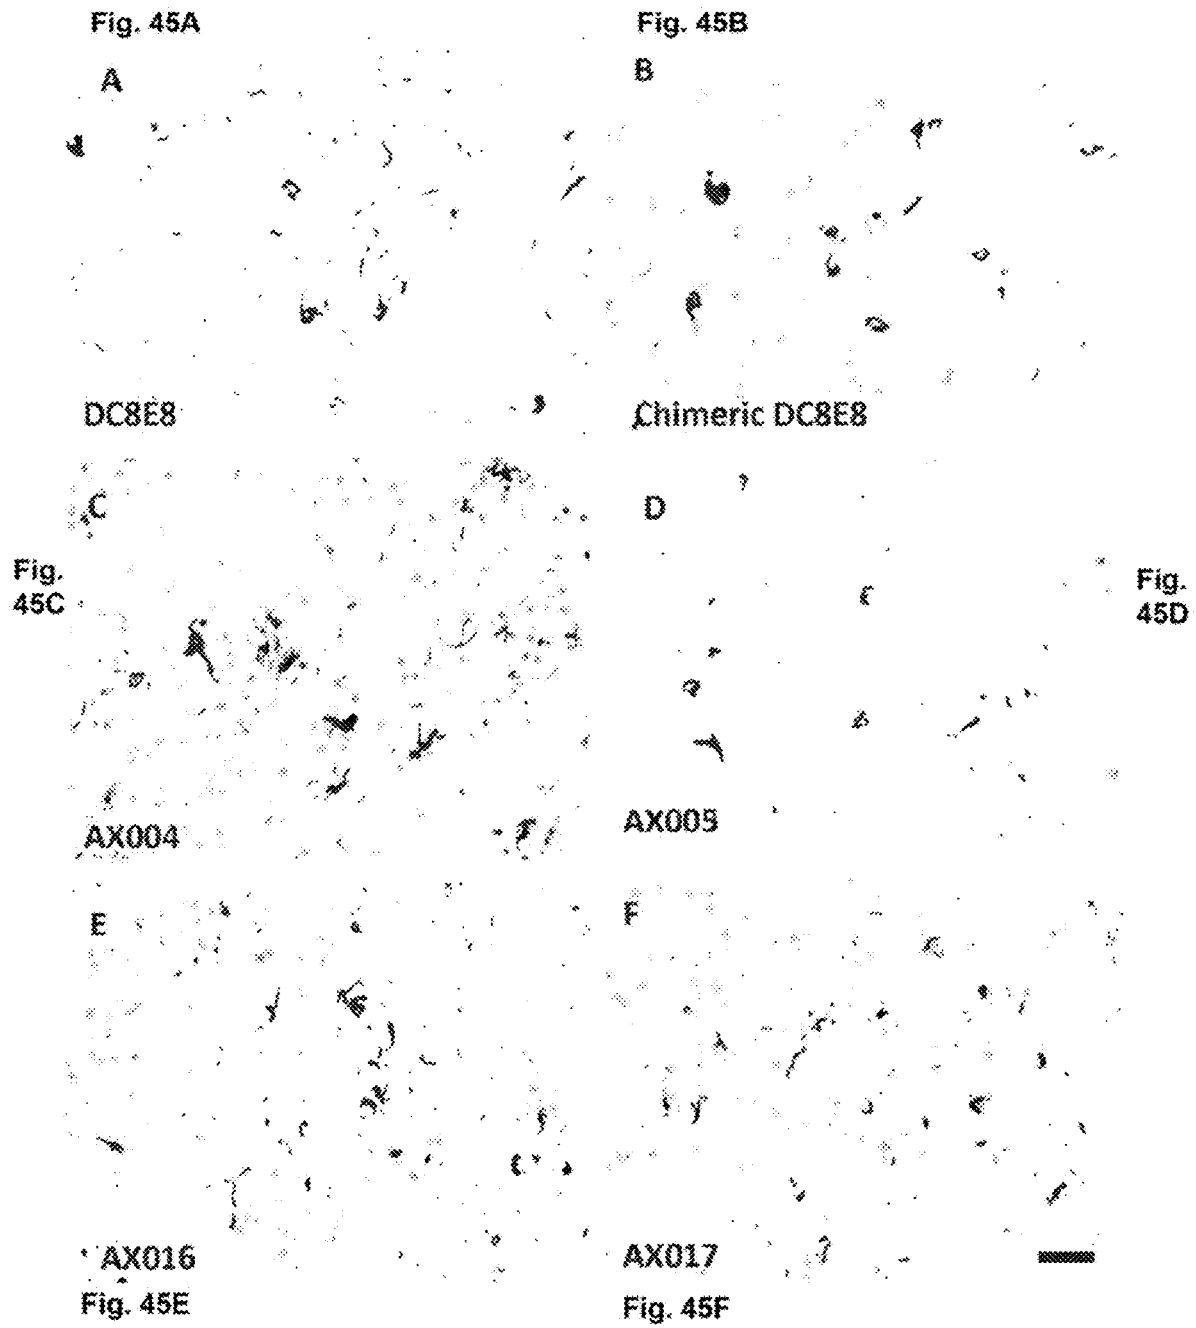 Fig. 45A
Fig. 45B
A
B
DC8E8
Chimeric DC8E8
C
D
Fig.
45C
Fig.
45D
AX004
AX005
E
F
AX016
AX017
Fig. 45E
Fig. 45F